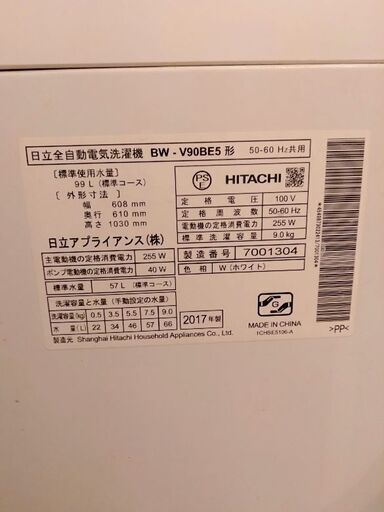 日立全自動電気洗濯機 BW-V90BE5 形 50-60 Hz共用
[標準使用水量]
99 L (標準コース)
[外形寸法]
幅 608 mm
奥行 610 mm
高さ 1030 mm
日立アプライアンス(株)
主電動機の定格消費電力 255 W
ポンプ電動機の定格消費電力 40 W
標準水量 57 L (標準コース)
洗濯容量と水量 (手動設定の水量)
洗濯容量(kg) 0.5 3.5 5.5 7.5 9.0
水量(L) 22 34 46 57 66
製造元 Shanghai Hitachi Household Appliances Co., Ltd.
PS
E
HITACHI
定格電圧 100 V
定格周波数 50-60 Hz
電動機の定格消費電力 255 W
標準洗濯容量 9.0 kg
製造番号 7001304
色柄 W (ホワイト)
2017年製
G
MADE IN CHINA
1CHBE5106-A
>PP<